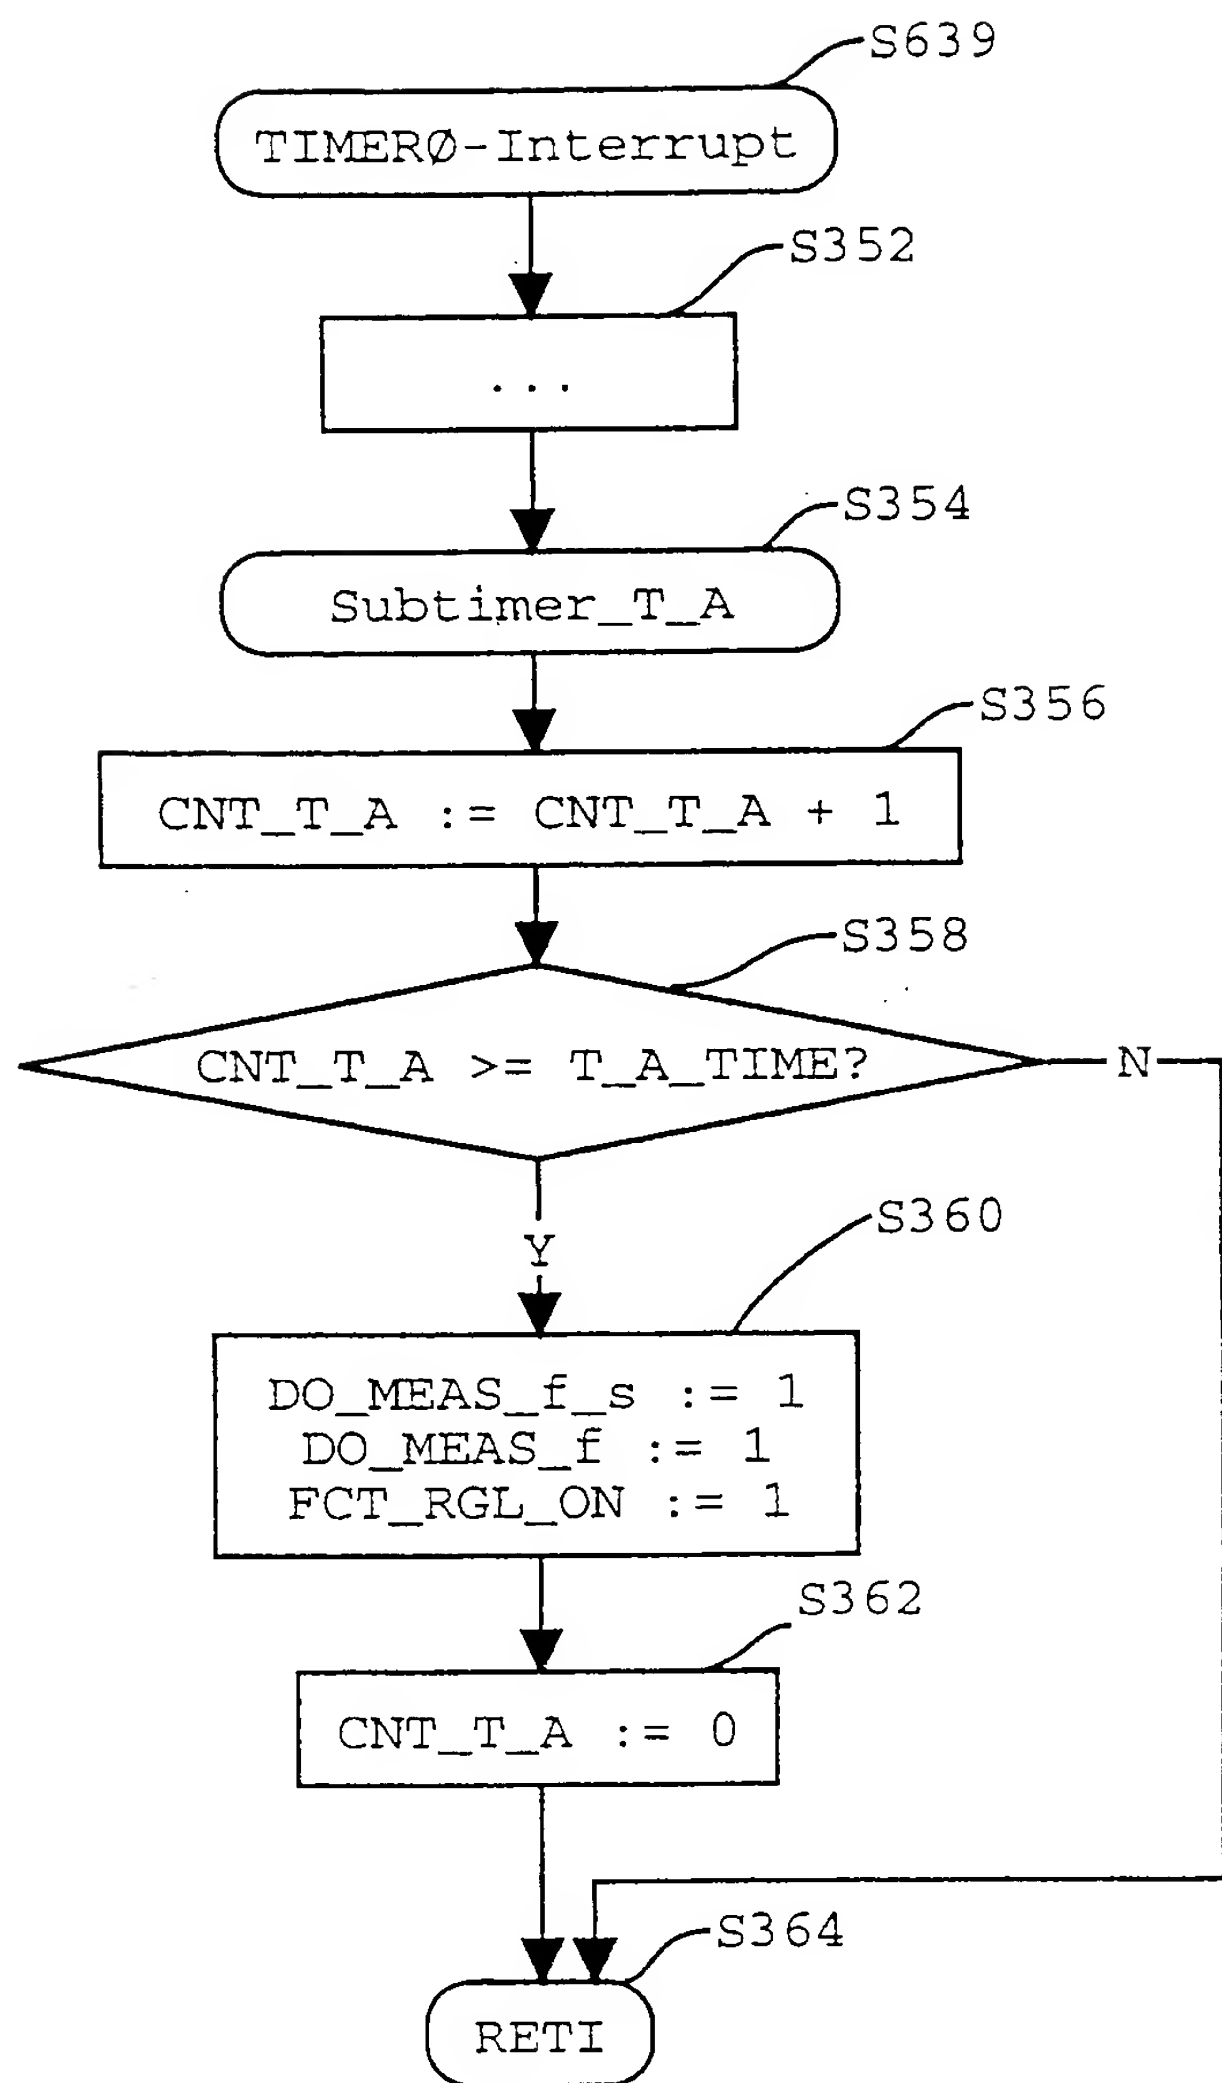 S639
TIMERØ-Interrupt
S352
...
S354
Subtimer_T_A
S356
CNT_T_A := CNT_T_A + 1
S358
CNT_T_A >= T_A_TIME?
N
Y
S360
DO_MEAS_f_s := 1
DO_MEAS_f := 1
FCT_RGL_ON := 1
S362
CNT_T_A := 0
S364
RETI